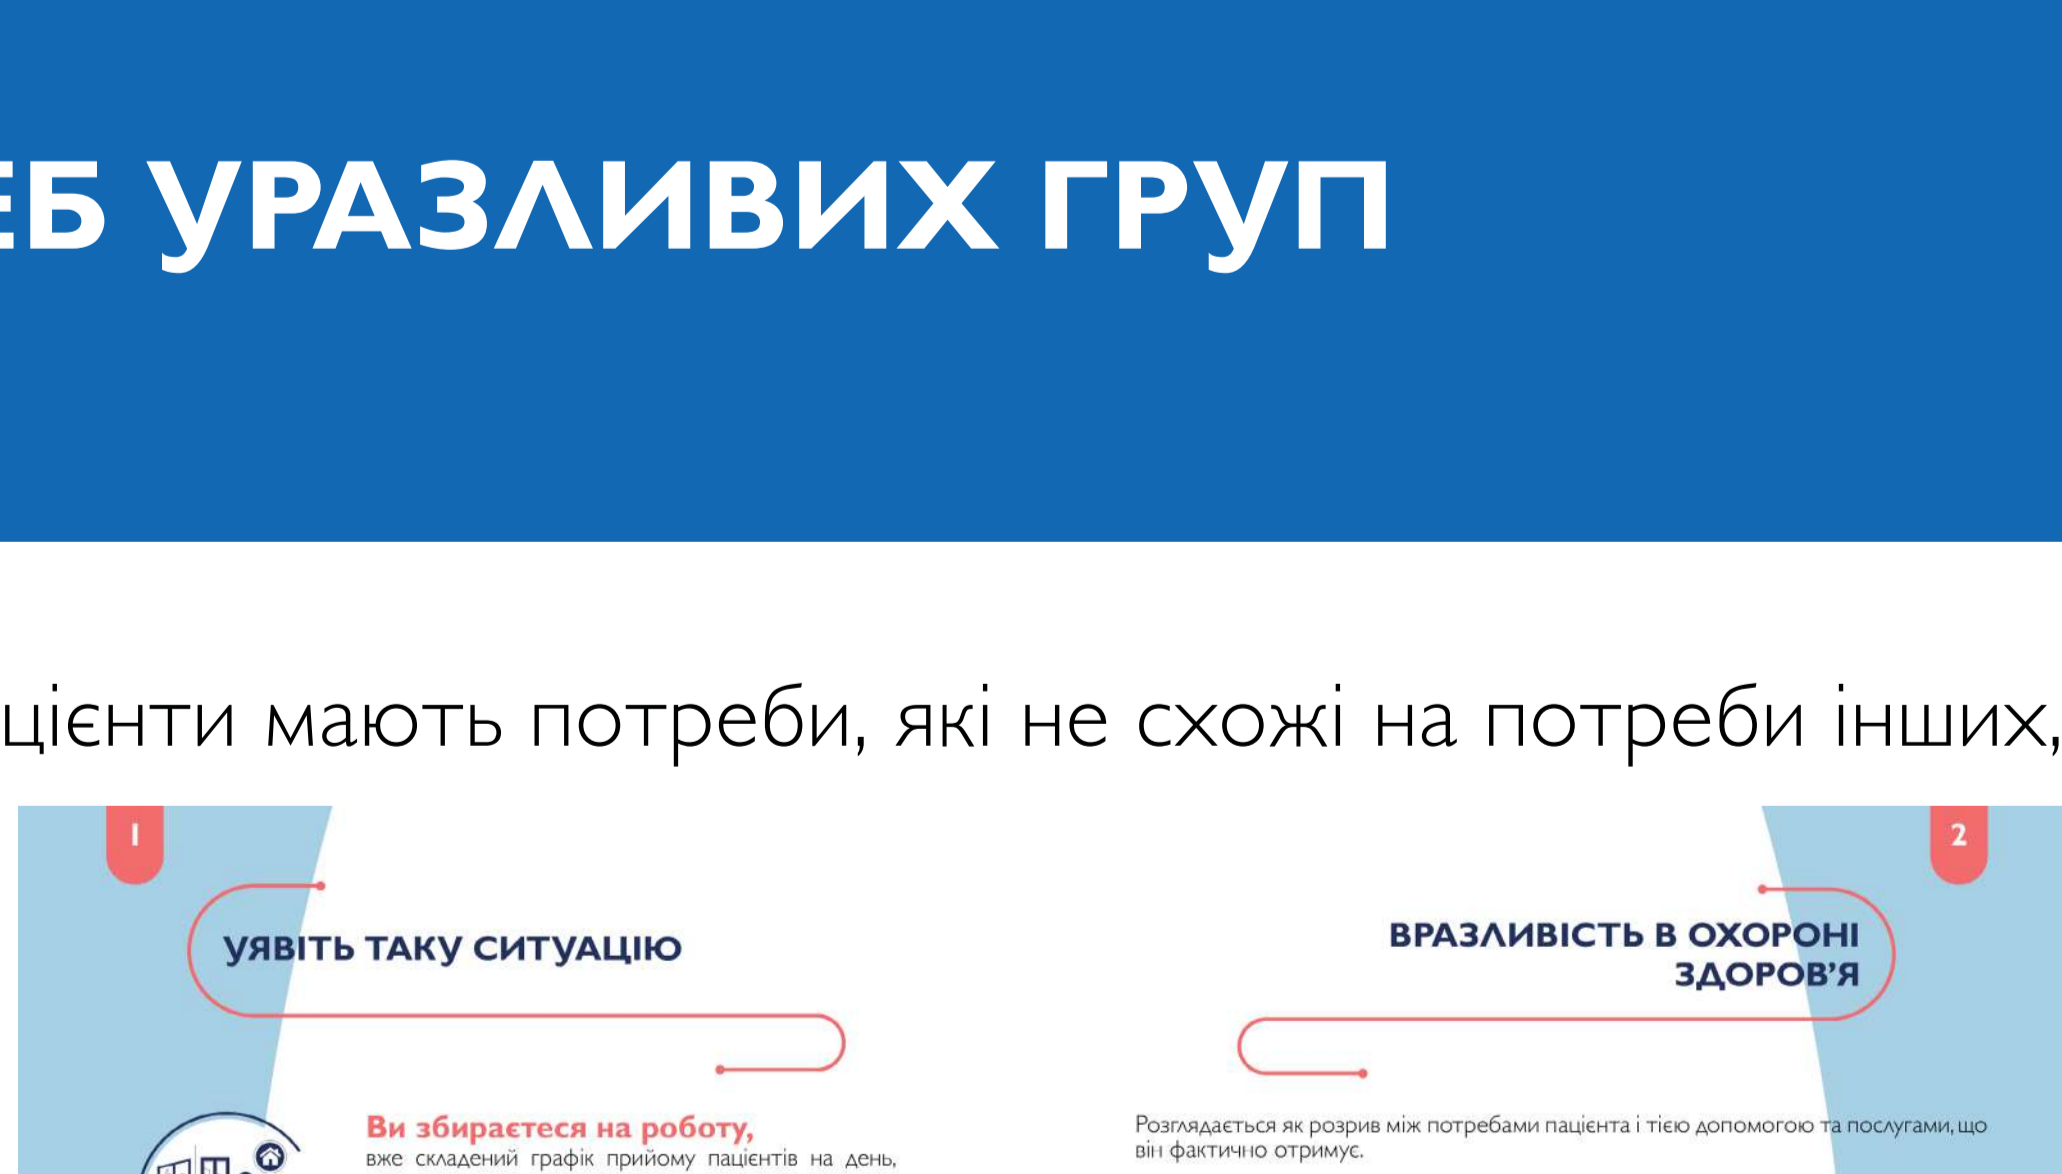 УРАЗЛИВИХ ГРУП
мають потреби, які не схожі на потреби інших,
1
УЯВІТЬ ТАКУ СИТУАЦІЮ
Ви збираєтеся на роботу,
вже складений графік прийому пацієнтів на день,
2
ВРАЗЛИВІСТЬ В ОХОРОНІ
ЗДОРОВ’Я
Розглядається як розрив між потребами пацієнта і тією допомогою та послугами, що
він фактично отримує.